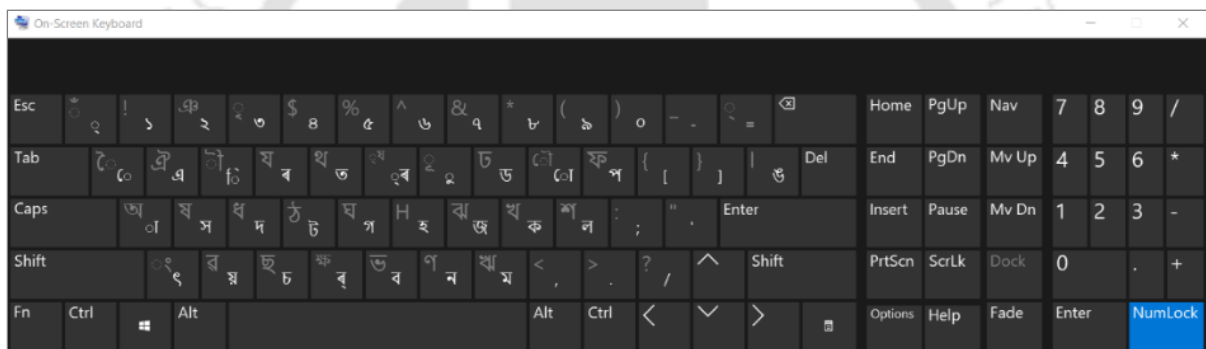 On-Screen Keyboard
Esc ঁ ্ ! ১ ঞ ২ ৃ ৩ $ ৪ % ৫ ^ ৬ & ৭ * ৮ ( ৯ ) ০ _ - = Home PgUp Nav 7 8 9 /
Tab ৈ ে ঐ এ ী ি য ৰ থ ত ৰ ূ ু ঢ ড ৌ ো ফ প { [ } ] | ঙ Del End PgDn Mv Up 4 5 6 *
Caps অ া ষ স ধ দ ঠ ট ঘ গ H হ ঝ জ খ ক শ ল : ; " . Enter Insert Pause Mv Dn 1 2 3 -
Shift ং ৎ ৱ য় ছ চ ক্ষ ৰ্ ভ ব ণ ন ঋ ম < , > . ? / Shift PrtScn ScrLk Dock 0 . +
Fn Ctrl Alt Alt Ctrl Options Help Fade Enter NumLock